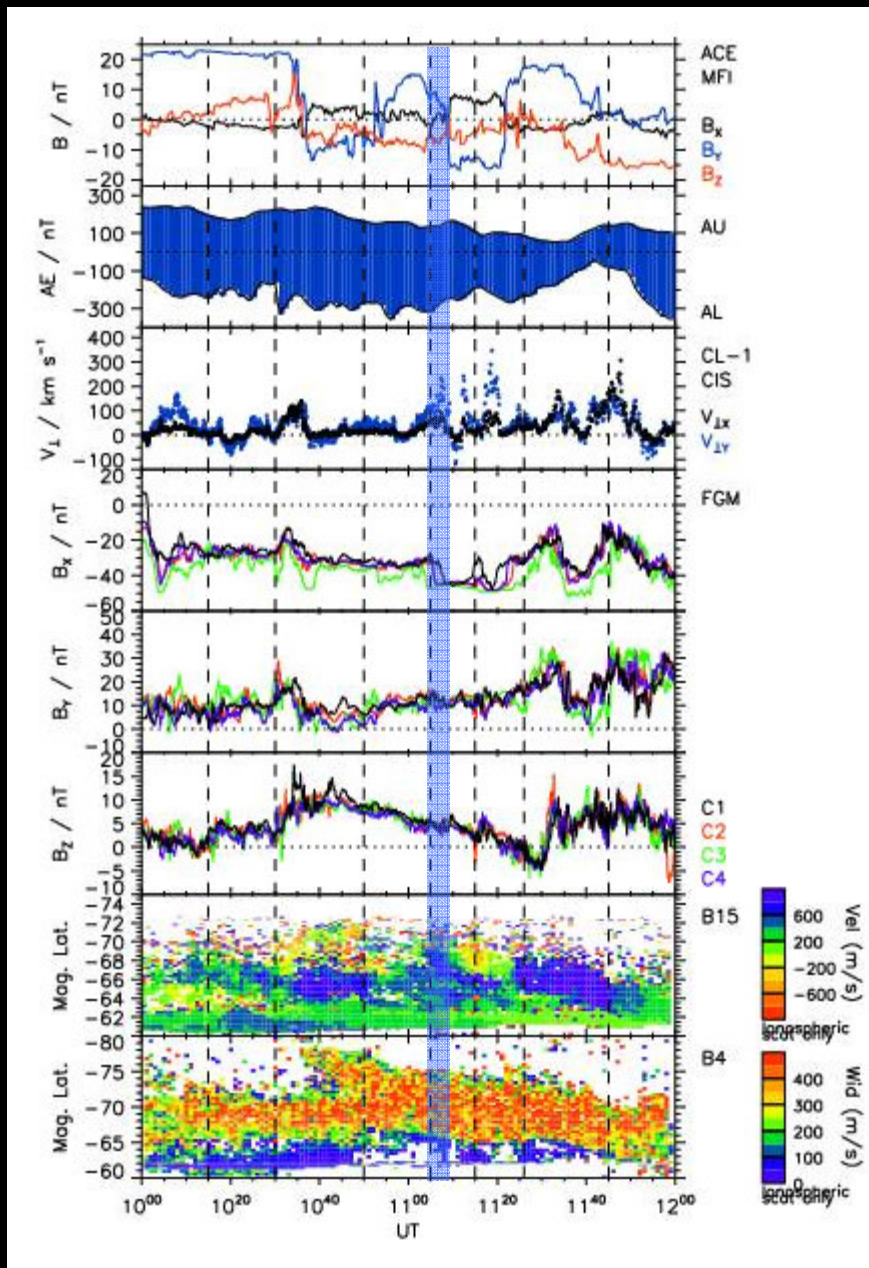 B / nT
20
10
0
−10
−20
ACE
MFI
BX
BY
BZ
AE / nT
300
100
−100
−300
AU
AL
V⊥ / km s⁻¹
400
300
200
100
0
−100
CL−1
CIS
V⊥X
V⊥Y
BX / nT
20
0
−20
−40
−60
FGM
BY / nT
50
40
30
20
10
0
−10
BZ / nT
20
15
10
5
0
−5
−10
C1
C2
C3
C4
Mag. Lat.
−74
−72
−70
−68
−66
−64
−62
B15
600
200
−200
−600
Vel (m/s)
Ionospheric
scat only
Mag. Lat.
−80
−75
−70
−65
−60
B4
400
300
200
100
0
Wid (m/s)
Ionospheric
scat only
10⁰⁰ 10²⁰ 10⁴⁰ 11⁰⁰ 11²⁰ 11⁴⁰ 12⁰⁰
UT